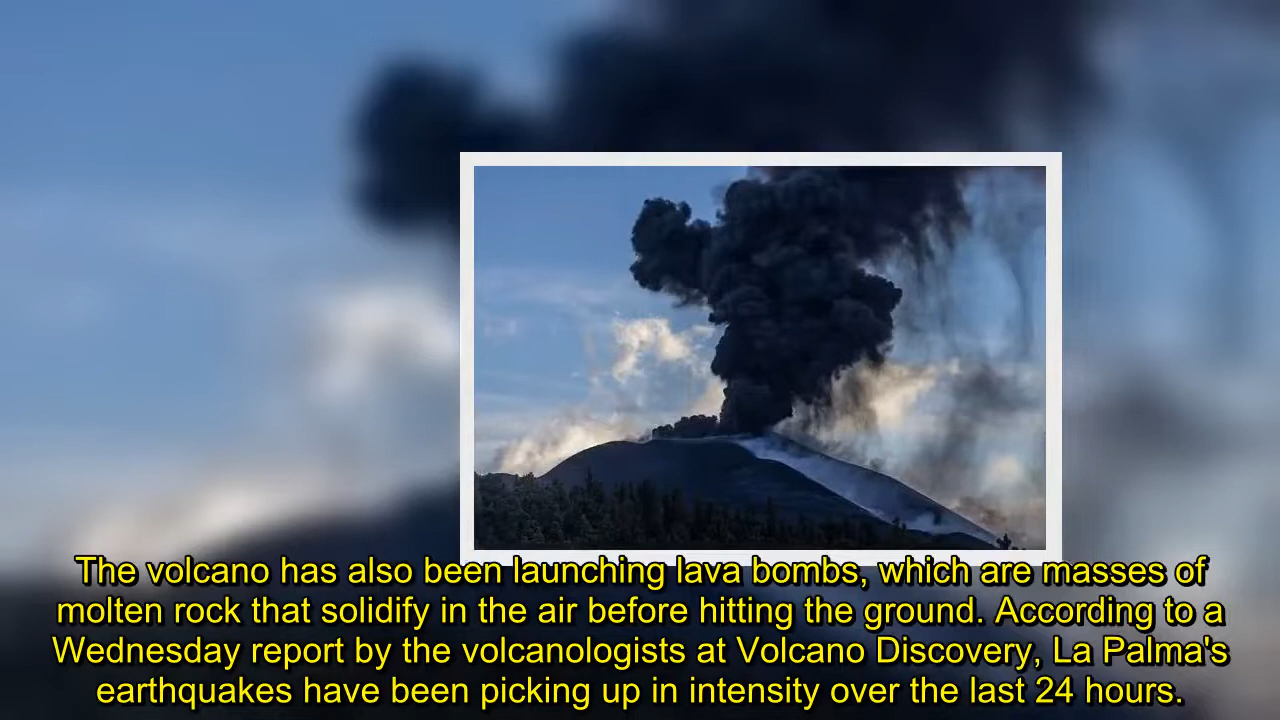 The volcano has also been launching lava bombs, which are masses of
molten rock that solidify in the air before hitting the ground. According to a
Wednesday report by the volcanologists at Volcano Discovery, La Palma's
earthquakes have been picking up in intensity over the last 24 hours.